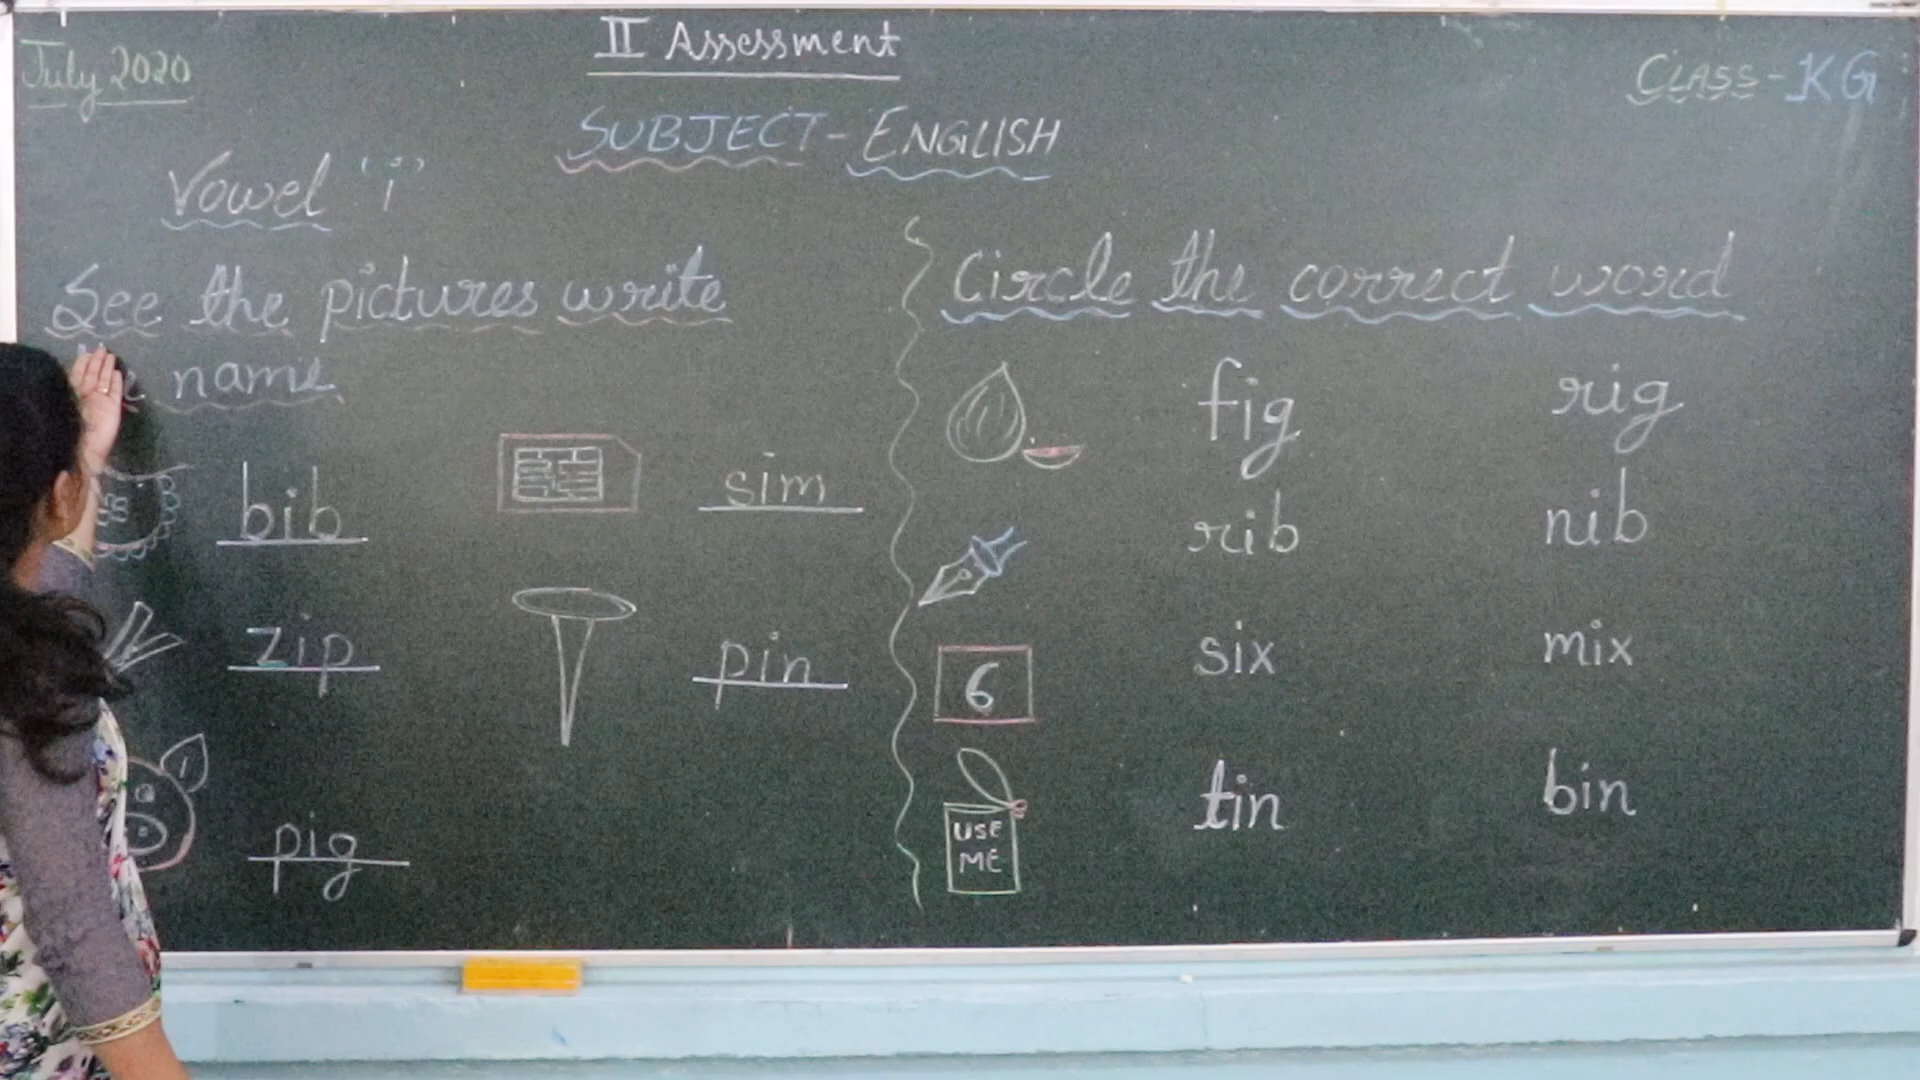 II Assessment
July 2020
CLASS - KG
SUBJECT - ENGLISH
Vowel "i"
See the pictures write
name
bib
sim
zip
pin
pig
Circle the correct word
fig rig
rib nib
6 six mix
tin bin
USE
ME